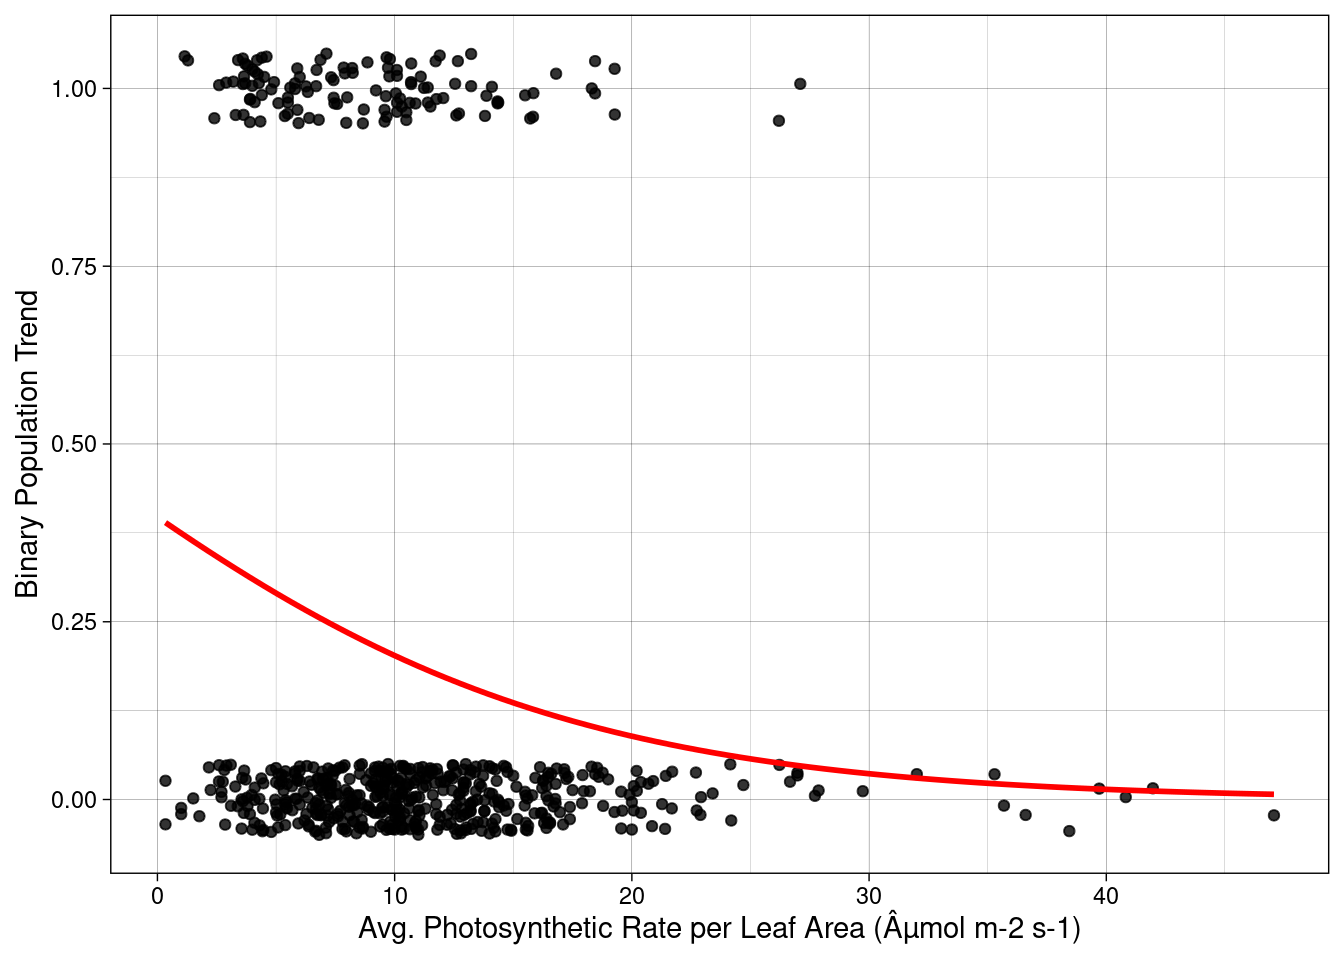 1.00
0.75
0.50
0.25
0.00
Binary Population Trend
0 10 20 30 40
Avg. Photosynthetic Rate per Leaf Area (Âµmol m-2 s-1)